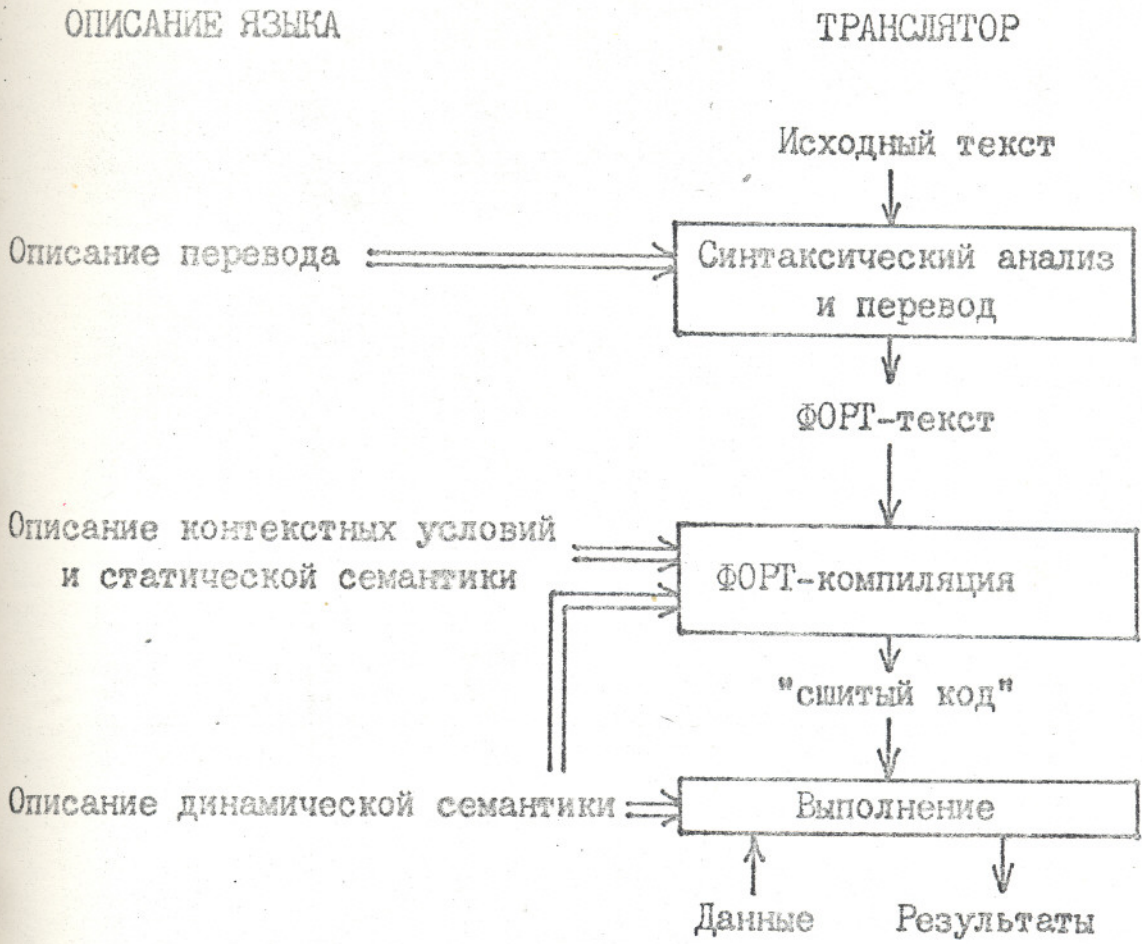 ОПИСАНИЕ ЯЗЫКА
ТРАНСЛЯТОР
Исходный текст
Описание перевода
Синтаксический анализ
и перевод
ФОРТ-текст
Описание контекстных условий
и статической семантики
ФОРТ-компиляция
"сшитый код"
Описание динамической семантики
Выполнение
Данные
Результаты